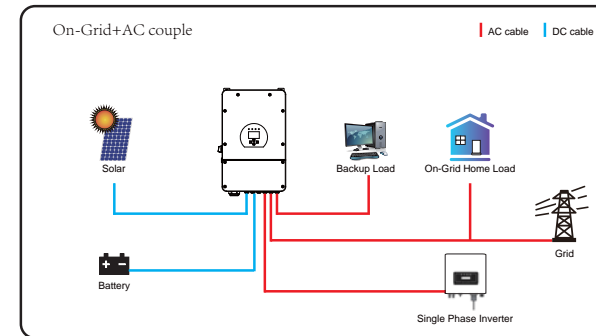 On-Grid+AC couple
AC cable
DC cable
Solar
Backup Load
On-Grid Home Load
Grid
Battery
Single Phase Inverter